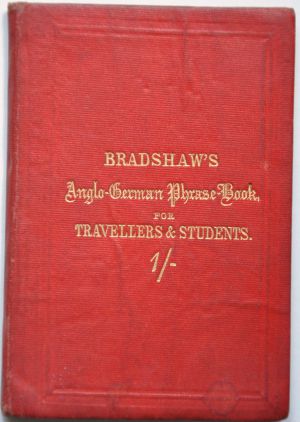 BRADSHAW'S
Anglo-German Phrase-Book,
FOR
TRAVELLERS & STUDENTS.
1/-